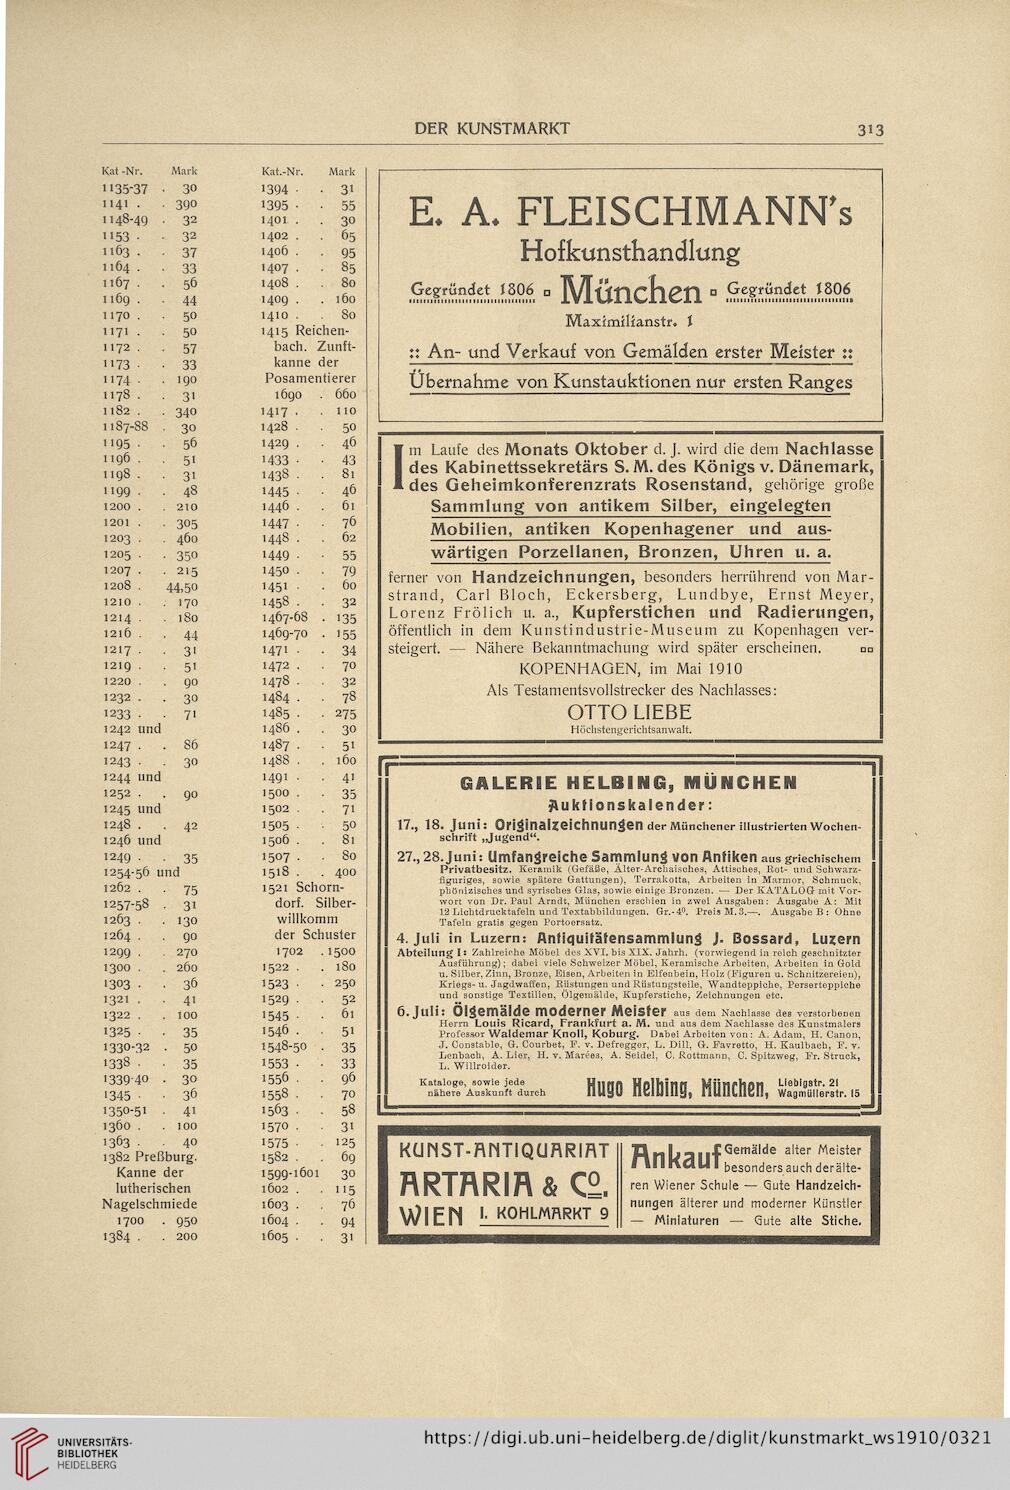 DER KUNSTMARKT 313
Kat -Nr. Mark
1135-37 . 30
1141 . . 390
1148-49 . 32
1153 . . 32
1163 . . 37
1164 . . 33
1167 . . 56
1169 . . 44
1170 . . 50
1171 . . 50
1172 . . 57
1173 . . 33
1174 . . 190
1178 . . 31
1182 . . 340
1187-88 . 30
1195 . . 56
1196 . . 51
1198 . . 31
1199 . . 48
1200 . . 210
1201 . . 305
1203 . . 460
1205 . . 350
1207 . . 215
1208 . 44,50
1210 . . 170
1214 . . 180
1216 . . 44
1217 . . 31
1219 . . 51
1220 . . 90
1232 . . 30
1233 . . 71
1242 und
1247 . . 86
1243 . . 30
1244 und
1252 . . 90
1245 und
1248 . . 42
1246 und
1249 . . 35
1254-56 und
1262 . . 75
1257-58 . 31
1263 . . 130
1264 . . 90
1299 . . 270
1300 . . 260
1303 . . 36
1321 . . 41
1322 . . 100
1325 . . 35
1330-32 . 50
1338 . . 35
1339-40 . 30
1345 . . 36
1350-51 . 41
1360 . . 100
1363 . . 40
1382 Preßburg.
Kanne der
lutherischen
Nagelschmiede
1700 . 950
1384 . . 200
Kat.-Nr. Mark
1394 . . 31
1395 . . 55
1401 . . 30
1402 . . 65
1406 . . 95
1407 . . 85
1408 . . 80
1409 . . 160
1410 . . 80
1415 Reichen-
bach. Zunft-
kanne der
Posamentierer
1690 . 660
1417 . . 110
1428 . . 50
1429 . . 46
1433 . . 43
1438 . . 81
1445 . . 46
1446 . . 61
1447 . . 76
1448 . . 62
1449 . . 55
1450 . . 79
1451 . . 60
1458 . . 32
1467-68 . 135
1469-70 . 155
1471 . . 34
1472 . . 70
1478 . . 32
1484 . . 78
1485 . . 275
1486 . . 30
1487 . . 51
1488 . . 160
1491 . . 41
1500 . . 35
1502 . . 71
1505 . . 50
1506 . . 81
1507 . . 80
1518 . . 400
1521 Schorn-
dorf. Silber-
willkomm
der Schuster
1702 . 1500
1522 . . 180
1523 . . 250
1529 . . 52
1545 . . 61
1546 . . 51
1548-50 . 35
1553 . . 33
1556 . . 96
1558 . . 70
1563 . . 58
1570 . . 31
1575 . . 125
1582 . . 69
1599-1601 30
1602 . . 115
1603 . . 76
1604 . . 94
1605 . . 31
E. A. FLEISCHMANN's
Hofkunsthandlung
Gegründet 1806 ▫ München ▫ Gegründet 1806
Maximilianstr. 1
:: An- und Verkauf von Gemälden erster Meister ::
Übernahme von Kunstauktionen nur ersten Ranges
Im Laufe des Monats Oktober d. J. wird die dem Nachlasse
des Kabinettssekretärs S. M. des Königs v. Dänemark,
des Geheimkonferenzrats Rosenstand, gehörige große
Sammlung von antikem Silber, eingelegten
Mobilien, antiken Kopenhagener und aus-
wärtigen Porzellanen, Bronzen, Uhren u. a.
ferner von Handzeichnungen, besonders herrührend von Mar-
strand, Carl Bloch, Eckersberg, Lundbye, Ernst Meyer,
Lorenz Frölich u. a., Kupferstichen und Radierungen,
öffentlich in dem Kunstindustrie-Museum zu Kopenhagen ver-
steigert. — Nähere Bekanntmachung wird später erscheinen. ▫▫
KOPENHAGEN, im Mai 1910
Als Testamentsvollstrecker des Nachlasses:
OTTO LIEBE
Höchstengerichtsanwalt.
GALERIE HELBING, MÜNCHEN
Auktionskalender:
17., 18. Juni: Originalzeichnungen der Münchener illustrierten Wochen-
schrift „Jugend“.
27., 28. Juni: Umfangreiche Sammlung von Antiken aus griechischem
Privatbesitz. Keramik (Gefäße, Älter-Archaisches, Attisches, Rot- und Schwarz-
figuriges, sowie spätere Gattungen), Terrakotta, Arbeiten in Marmor, Schmuck,
phönizisches und syrisches Glas, sowie einige Bronzen. — Der KATALOG mit Vor-
wort von Dr. Paul Arndt, München erschien in zwei Ausgaben: Ausgabe A: Mit
12 Lichtdrucktafeln und Textabbildungen. Gr.-4⁰. Preis M. 3.—. Ausgabe B: Ohne
Tafeln gratis gegen Portoersatz.
4. Juli in Luzern: Antiquitätensammlung J. Bossard, Luzern
Abteilung I: Zahlreiche Möbel des XVI. bis XIX. Jahrh. (vorwiegend in reich geschnitzter
Ausführung); dabei viele Schweizer Möbel, Keramische Arbeiten, Arbeiten in Gold
u. Silber, Zinn, Bronze, Eisen, Arbeiten in Elfenbein, Holz (Figuren u. Schnitzereien),
Kriegs- u. Jagdwaffen, Rüstungen und Rüstungsteile, Wandteppiche, Perserteppiche
und sonstige Textilien, Ölgemälde, Kupferstiche, Zeichnungen etc.
6. Juli: Ölgemälde moderner Meister aus dem Nachlasse des verstorbenen
Herrn Louis Ricard, Frankfurt a. M. und aus dem Nachlasse des Kunstmalers
Professor Waldemar Knoll, Koburg. Dabei Arbeiten von: A. Adam, H. Canon,
J. Constable, G. Courbet, F. v. Defregger, L. Dill, G. Favretto, H. Kaulbach, F. v.
Lenbach, A. Lier, H. v. Marées, A. Seidel, C. Rottmann, C. Spitzweg, Fr. Struck,
L. Willroider.
Kataloge, sowie jede
nähere Auskunft durch
Hugo Helbing, München,
Liebigstr. 21
Wagmüllerstr. 15
KUNST-ANTIQUARIAT
ARTARIA & Co.
WIEN I. KOHLMARKT 9
Ankauf Gemälde alter Meister
besonders auch der älte-
ren Wiener Schule — Gute Handzeich-
nungen älterer und moderner Künstler
— Miniaturen — Gute alte Stiche.
UNIVERSITÄTS-
BIBLIOTHEK
HEIDELBERG
https://digi.ub.uni-heidelberg.de/diglit/kunstmarkt_ws1910/0321